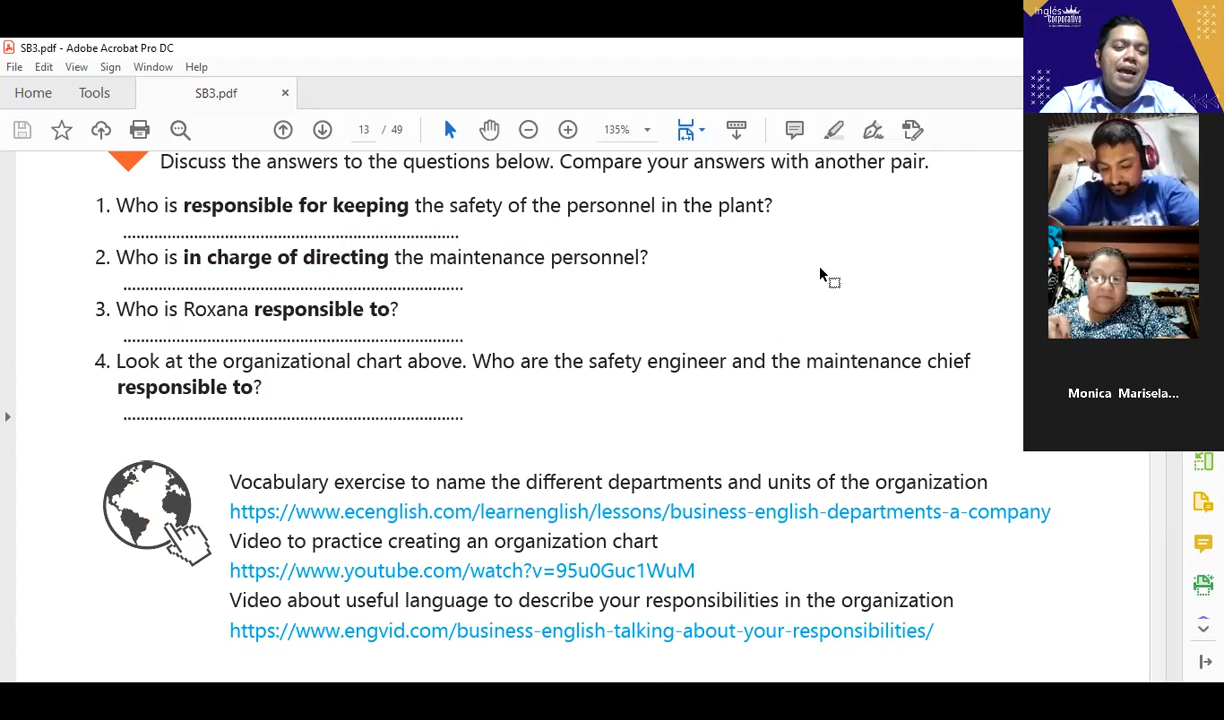 SB3.pdf - Adobe Acrobat Pro DC
File Edit View Sign Window Help
Home Tools SB3.pdf ×
13 / 49 135%
Discuss the answers to the questions below. Compare your answers with another pair.
1. Who is responsible for keeping the safety of the personnel in the plant?
...........................................................................
2. Who is in charge of directing the maintenance personnel?
............................................................................
3. Who is Roxana responsible to?
............................................................................
4. Look at the organizational chart above. Who are the safety engineer and the maintenance chief
responsible to?
............................................................................
Vocabulary exercise to name the different departments and units of the organization
https://www.ecenglish.com/learnenglish/lessons/business-english-departments-a-company
Video to practice creating an organization chart
https://www.youtube.com/watch?v=95u0Guc1WuM
Video about useful language to describe your responsibilities in the organization
https://www.engvid.com/business-english-talking-about-your-responsibilities/
Inglés
Corporativo
Monica Marisela...